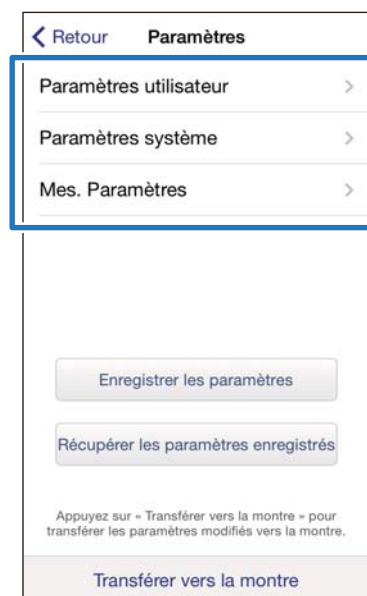 Retour Paramètres
Paramètres utilisateur
Paramètres système
Mes. Paramètres
Enregistrer les paramètres
Récupérer les paramètres enregistrés
Appuyez sur « Transférer vers la montre » pour
transférer les paramètres modifiés vers la montre.
Transférer vers la montre